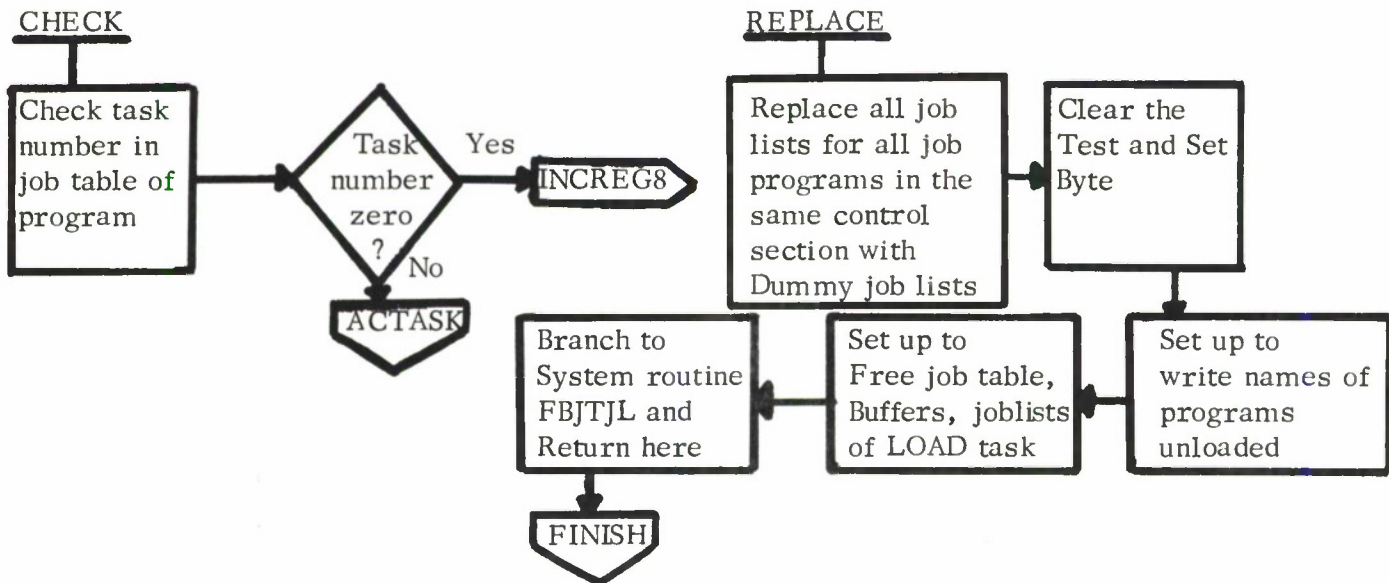 CHECK
Check task
number in
job table of
program
Task
number
zero
?
Yes
INCREG8
No
ACTASK
REPLACE
Replace all job
lists for all job
programs in the
same control
section with
Dummy job lists
Clear the
Test and Set
Byte
Set up to
write names of
programs
unloaded
Set up to
Free job table,
Buffers, joblists
of LOAD task
Branch to
System routine
FBJTJL and
Return here
FINISH